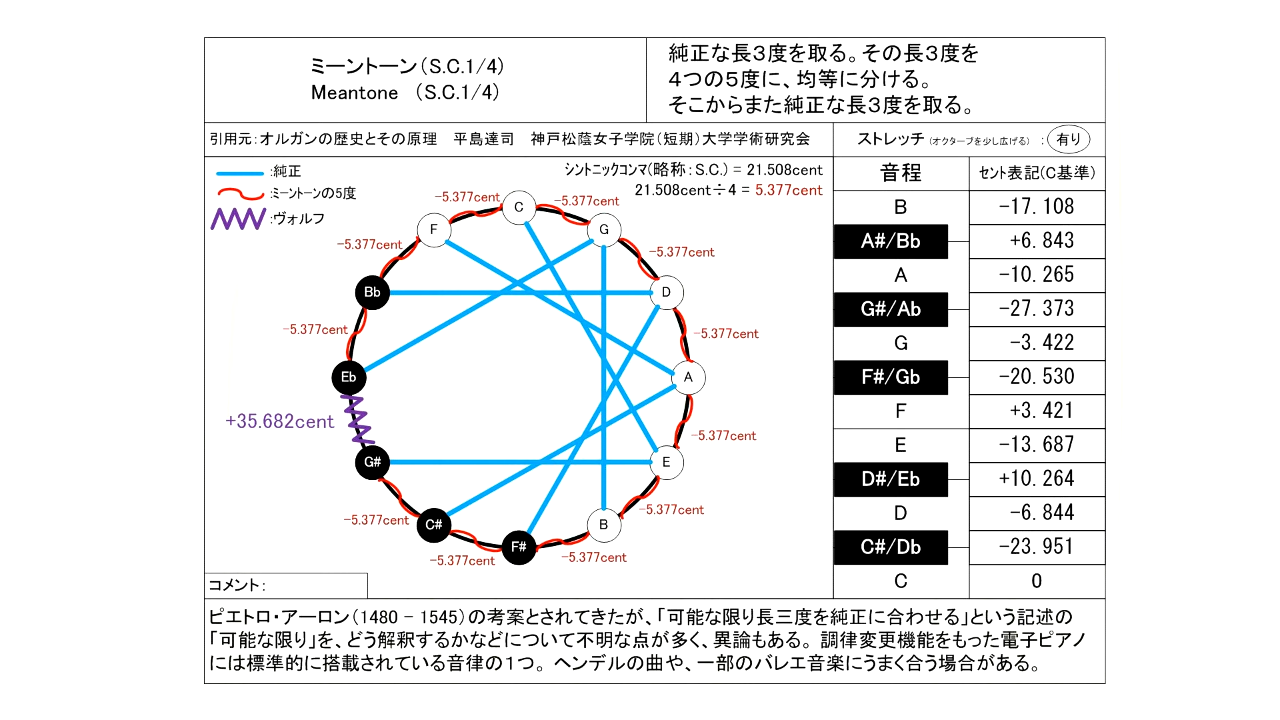 ミーントーン（S.C.1/4）
Meantone （S.C.1/4）
純正な長３度を取る。その長３度を
４つの５度に、均等に分ける。
そこからまた純正な長３度を取る。
引用元：オルガンの歴史とその原理　平島達司　神戸松蔭女子学院（短期）大学学術研究会
ストレッチ （オクターブを少し広げる） ： 有り
:純正
:ミーントーンの5度
:ヴォルフ
シントニックコンマ(略称：S.C.) = 21.508cent
21.508cent÷4 = 5.377cent
-5.377cent
-5.377cent
C
F
G
-5.377cent
-5.377cent
Bb
D
-5.377cent
-5.377cent
Eb
A
+35.682cent
-5.377cent
G#
E
-5.377cent
-5.377cent
C#
B
F#
-5.377cent
-5.377cent
音程
セント表記(C基準)
B
-17.108
A#/Bb
+6.843
A
-10.265
G#/Ab
-27.373
G
-3.422
F#/Gb
-20.530
F
+3.421
E
-13.687
D#/Eb
+10.264
D
-6.844
C#/Db
-23.951
C
0
コメント：
ピエトロ・アーロン（1480 - 1545）の考案とされてきたが、「可能な限り長三度を純正に合わせる」という記述の
「可能な限り」を、どう解釈するかなどについて不明な点が多く、異論もある。 調律変更機能をもった電子ピアノ
には標準的に搭載されている音律の１つ。 ヘンデルの曲や、一部のバレエ音楽にうまく合う場合がある。